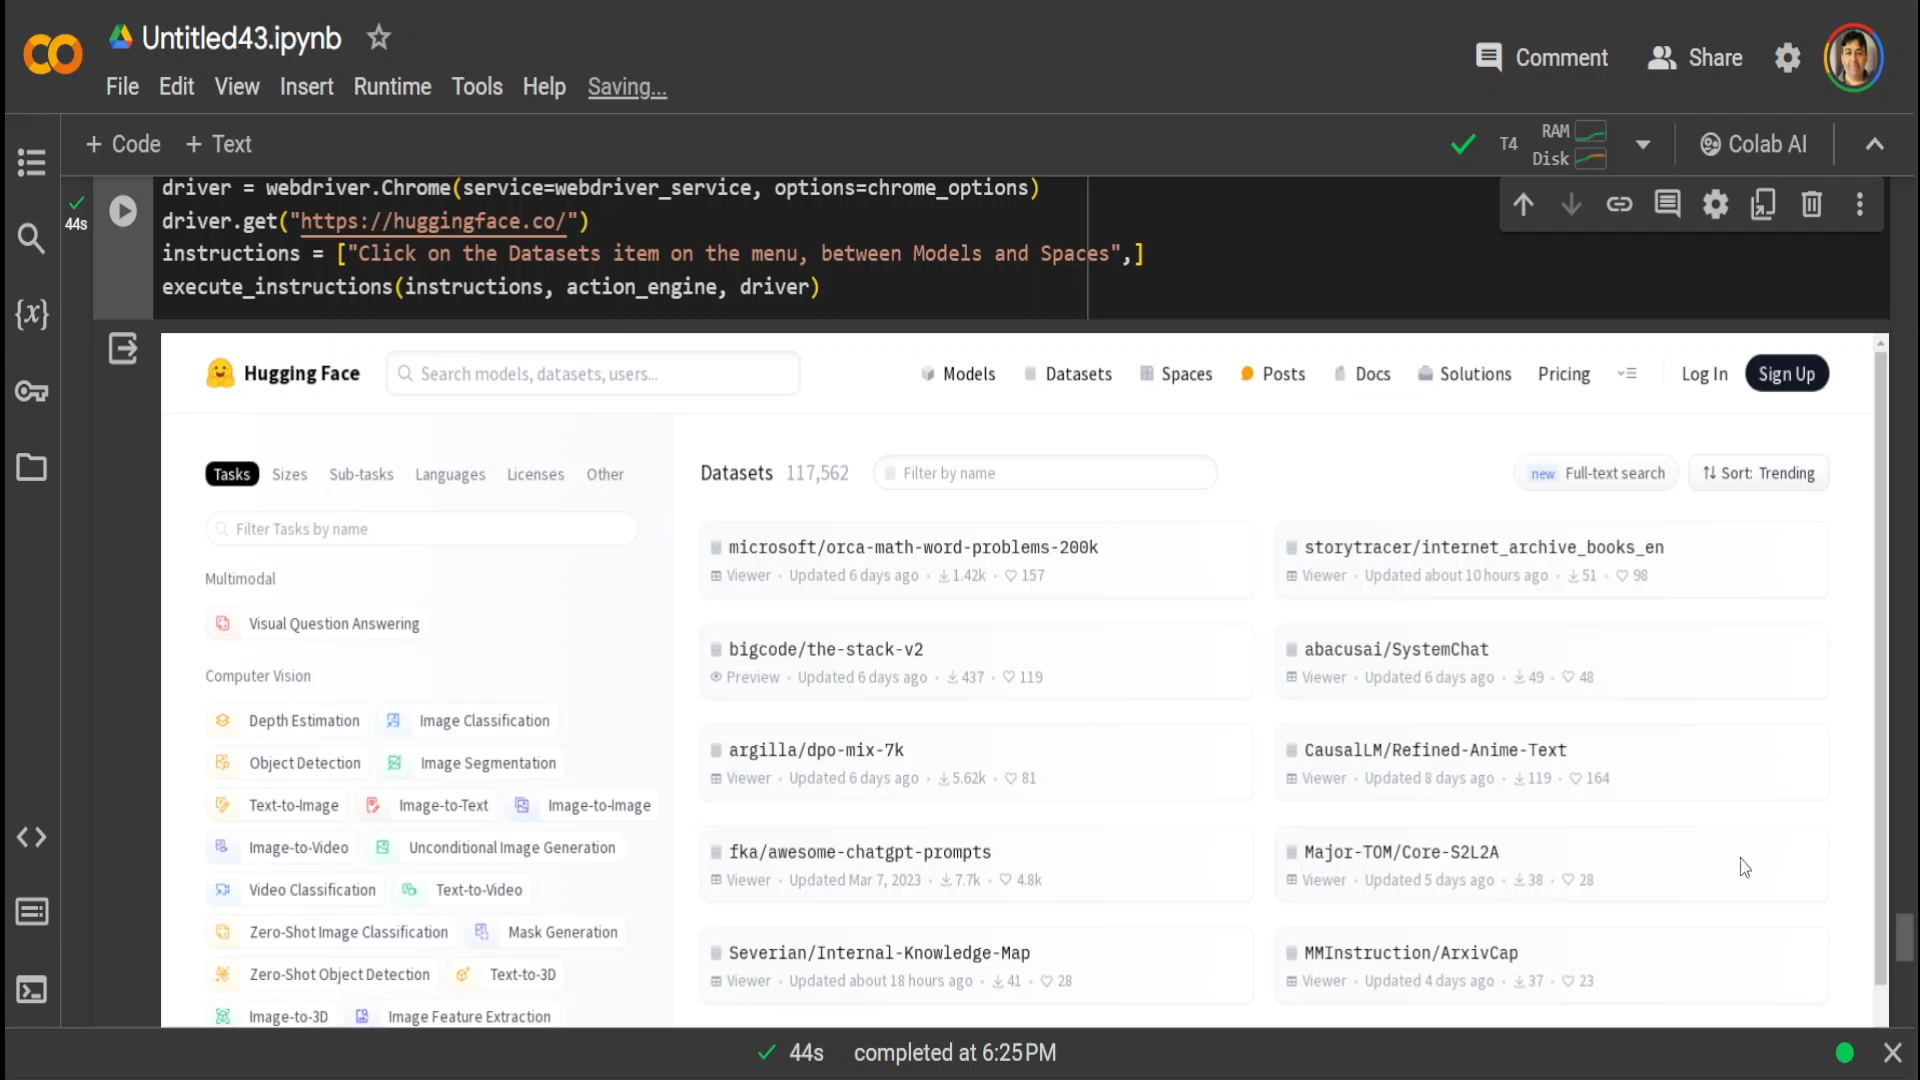 Untitled43.ipynb
Comment
Share
File Edit View Insert Runtime Tools Help Saving...
+ Code + Text
T4
RAM
Disk
Colab AI
44s
driver = webdriver.Chrome(service=webdriver_service, options=chrome_options)
driver.get("https://huggingface.co/")
instructions = ["Click on the Datasets item on the menu, between Models and Spaces",]
execute_instructions(instructions, action_engine, driver)
{x}
Hugging Face
Search models, datasets, users...
Models Datasets Spaces Posts Docs Solutions Pricing
Log In Sign Up
Tasks Sizes Sub-tasks Languages Licenses Other
Filter Tasks by name
Multimodal
Visual Question Answering
Computer Vision
Depth Estimation Image Classification
Object Detection Image Segmentation
Text-to-Image Image-to-Text Image-to-Image
Image-to-Video Unconditional Image Generation
Video Classification Text-to-Video
Zero-Shot Image Classification Mask Generation
Zero-Shot Object Detection Text-to-3D
Image-to-3D Image Feature Extraction
Datasets 117,562
Filter by name
new Full-text search
Sort: Trending
microsoft/orca-math-word-problems-200k
Viewer • Updated 6 days ago • 1.42k • 157
storytracer/internet_archive_books_en
Viewer • Updated about 10 hours ago • 51 • 98
bigcode/the-stack-v2
Preview • Updated 6 days ago • 437 • 119
abacusai/SystemChat
Viewer • Updated 6 days ago • 49 • 48
argilla/dpo-mix-7k
Viewer • Updated 6 days ago • 5.62k • 81
CausalLM/Refined-Anime-Text
Viewer • Updated 8 days ago • 119 • 164
fka/awesome-chatgpt-prompts
Viewer • Updated Mar 7, 2023 • 7.7k • 4.8k
Major-TOM/Core-S2L2A
Viewer • Updated 5 days ago • 38 • 28
Severian/Internal-Knowledge-Map
Viewer • Updated about 18 hours ago • 41 • 28
MMInstruction/ArxivCap
Viewer • Updated 4 days ago • 37 • 23
44s completed at 6:25 PM